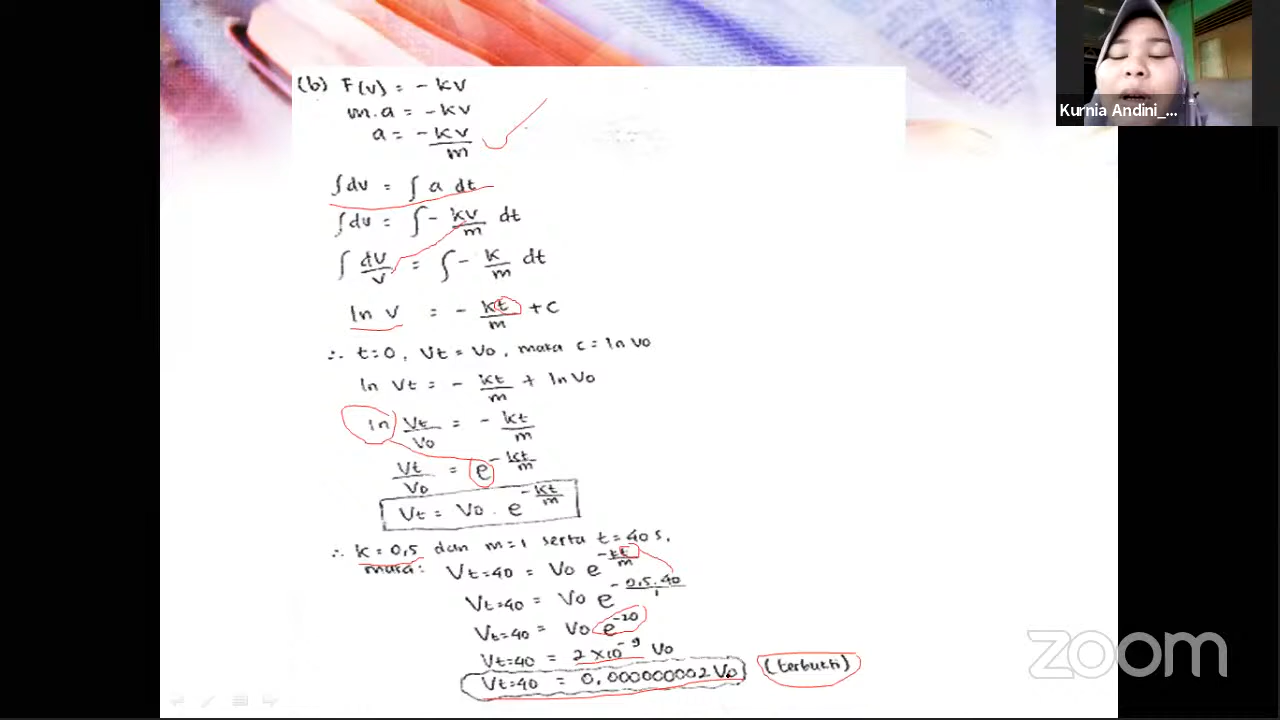 (b) F(v) = - kv
m.a = - kv
a = - kv/m
∫dv = ∫ a dt
∫dv = ∫ - kv/m dt
∫ dv/v = ∫ - k/m dt
ln v = - kt/m + c
∴ t=0, Vt = Vo, maka c = ln Vo
ln Vt = - kt/m + ln Vo
ln Vt/Vo = - kt/m
Vt/Vo = e^(-kt/m)
Vt = Vo . e^(-kt/m)
∴ k = 0,5 dan m=1 serta t=40 s,
maka: Vt=40 = Vo e^(-kt/m)
Vt=40 = Vo e^(-0,5.40/1)
Vt=40 = Vo e^(-20)
Vt=40 = 2 x 10^(-9) Vo
Vt=40 = 0,000000002 Vo (terbukti)
Kurnia Andini_...
zoom